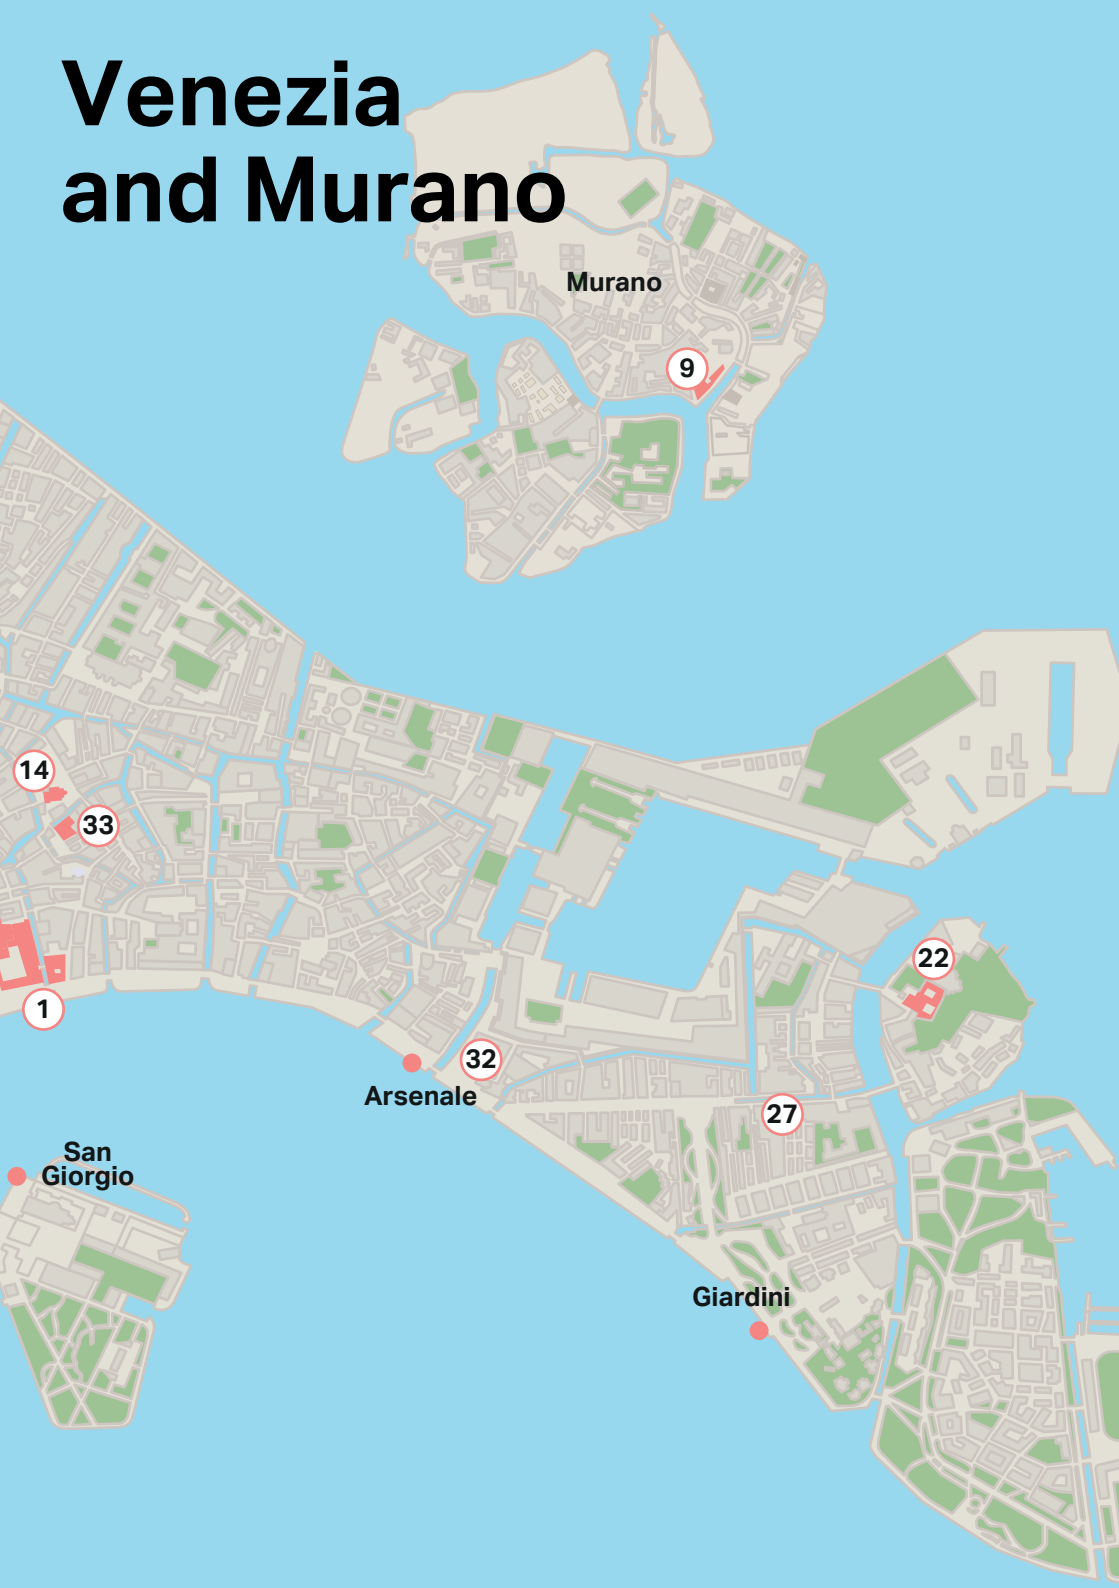 Venezia
and Murano
Murano
9
14
33
22
1
32
Arsenale
27
San
Giorgio
Giardini